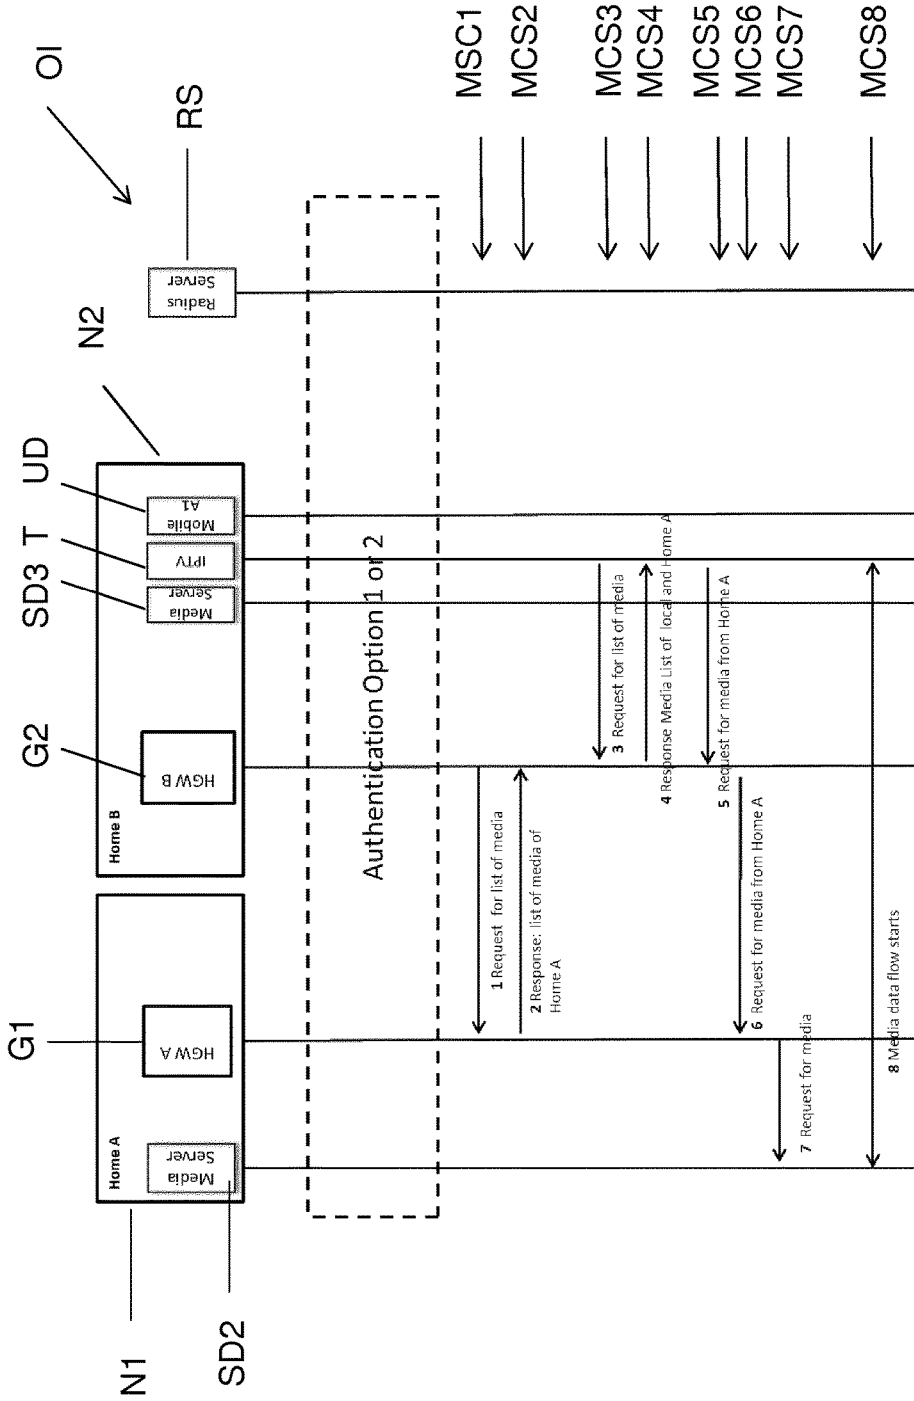 OI
RS
N2
UD
T
SD3
G2
G1
N1
SD2
Home A
Media
Server
HGW A
Home B
HGW B
Media
Server
IPTV
Mobile
A1
Radius
Server
Authentication Option 1 or 2
1 Request for list of media
MSC1
2 Response: list of media of
Home A
MCS2
3 Request for list of media
MCS3
4 Response Media List of local and Home A
MCS4
5 Request for media from Home A
MCS5
6 Request for media from Home A
MCS6
7 Request for media
MCS7
8 Media data flow starts
MCS8